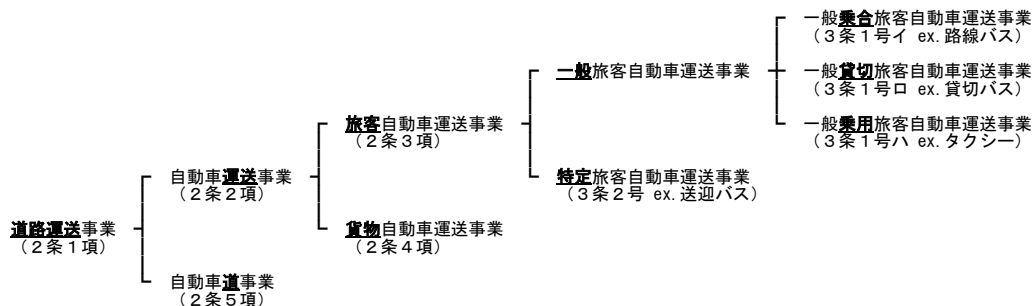 一般乗合旅客自動車運送事業
（３条１号イ ex.路線バス）
一般旅客自動車運送事業
一般貸切旅客自動車運送事業
（３条１号ロ ex.貸切バス）
旅客自動車運送事業
（２条３項）
一般乗用旅客自動車運送事業
（３条１号ハ ex.タクシー）
自動車運送事業
（２条２項）
特定旅客自動車運送事業
（３条２号 ex.送迎バス）
道路運送事業
（２条１項）
貨物自動車運送事業
（２条４項）
自動車道事業
（２条５項）